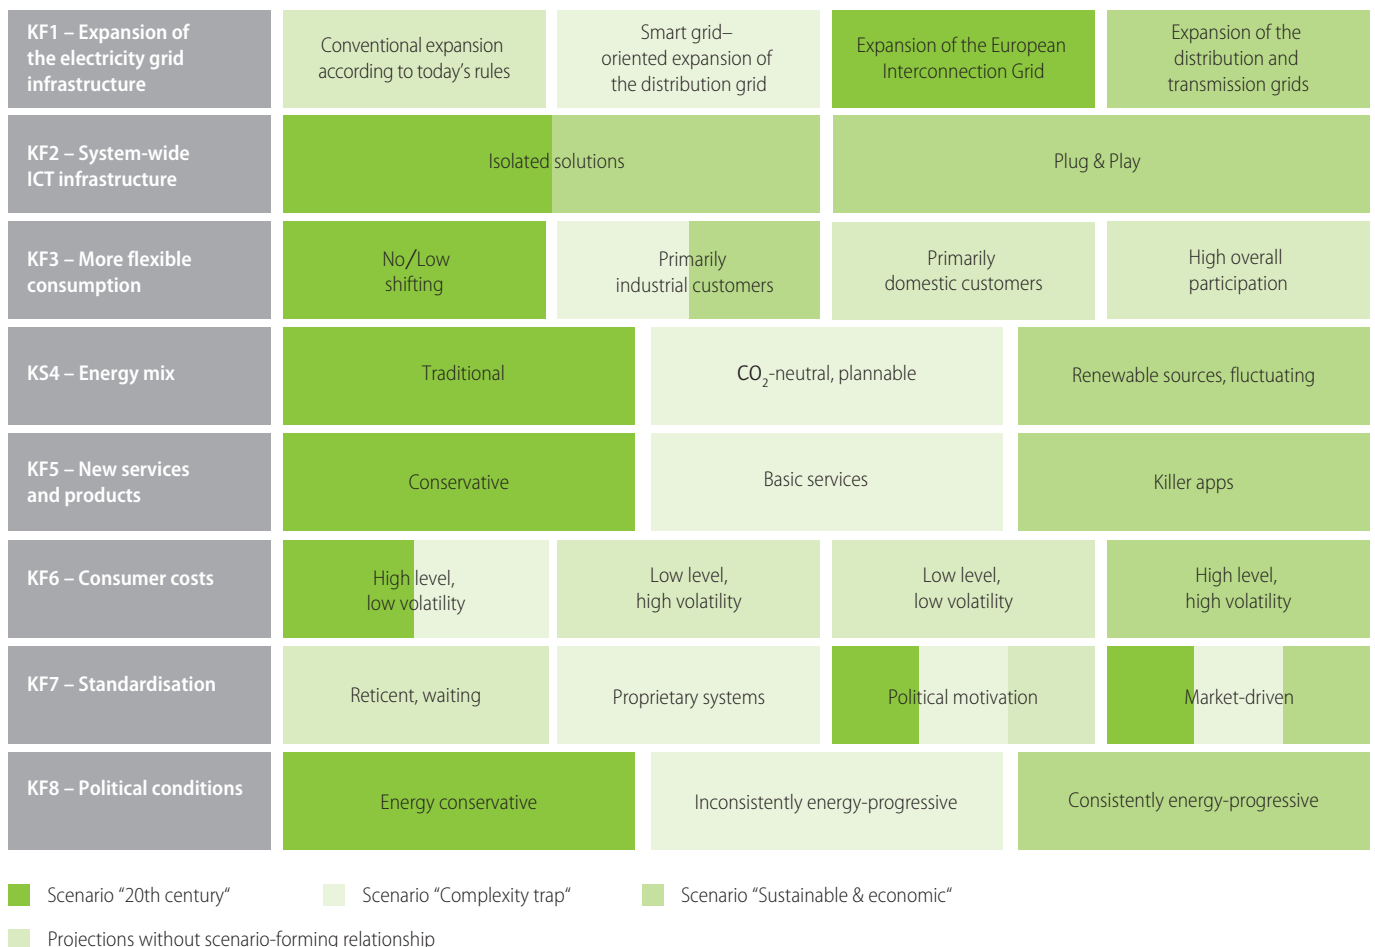 KF1 – Expansion of
the electricity grid
infrastructure
Conventional expansion
according to today's rules
Smart grid–
oriented expansion of
the distribution grid
Expansion of the European
Interconnection Grid
Expansion of the
distribution and
transmission grids
KF2 – System-wide
ICT infrastructure
Isolated solutions
Plug & Play
KF3 – More flexible
consumption
No/Low
shifting
Primarily
industrial customers
Primarily
domestic customers
High overall
participation
KS4 – Energy mix
Traditional
CO₂-neutral, plannable
Renewable sources, fluctuating
KF5 – New services
and products
Conservative
Basic services
Killer apps
KF6 – Consumer costs
High level,
low volatility
Low level,
high volatility
Low level,
low volatility
High level,
high volatility
KF7 – Standardisation
Reticent, waiting
Proprietary systems
Political motivation
Market-driven
KF8 – Political conditions
Energy conservative
Inconsistently energy-progressive
Consistently energy-progressive
Scenario “20th century“
Scenario “Complexity trap“
Scenario “Sustainable & economic“
Projections without scenario-forming relationship